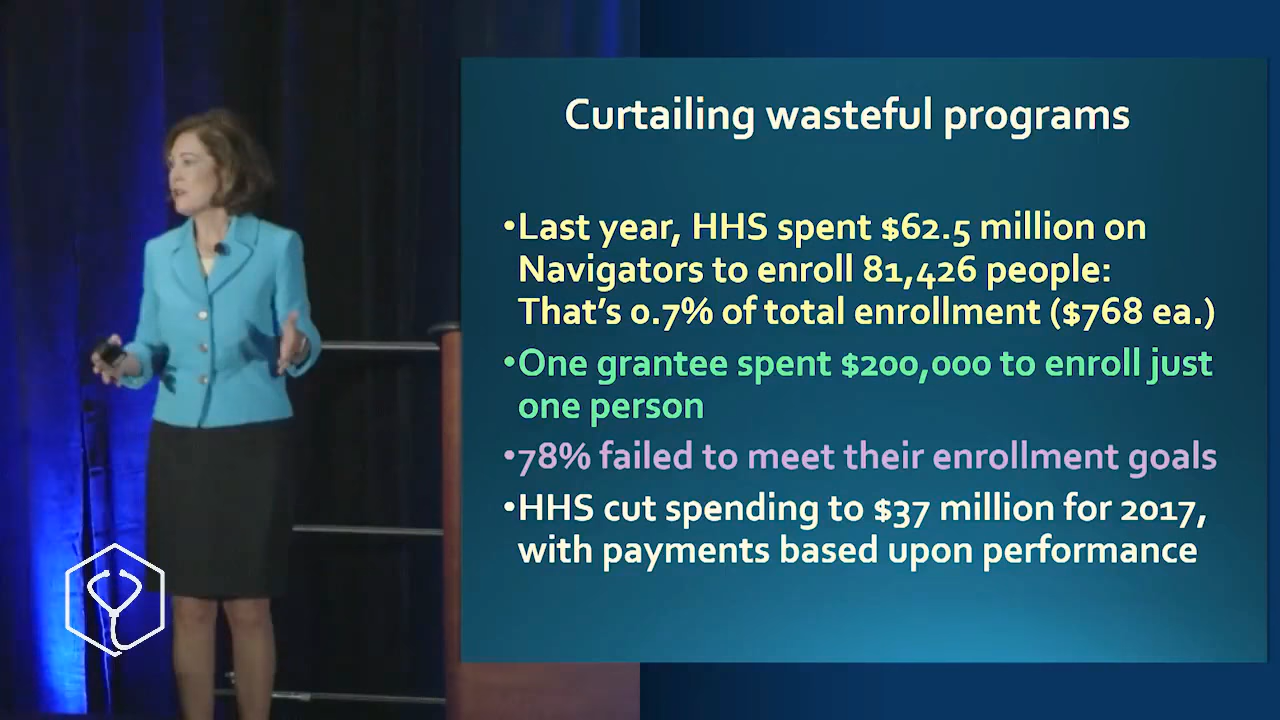 Curtailing wasteful programs
•Last year, HHS spent $62.5 million on
Navigators to enroll 81,426 people:
That's 0.7% of total enrollment ($768 ea.)
•One grantee spent $200,000 to enroll just
one person
•78% failed to meet their enrollment goals
•HHS cut spending to $37 million for 2017,
with payments based upon performance